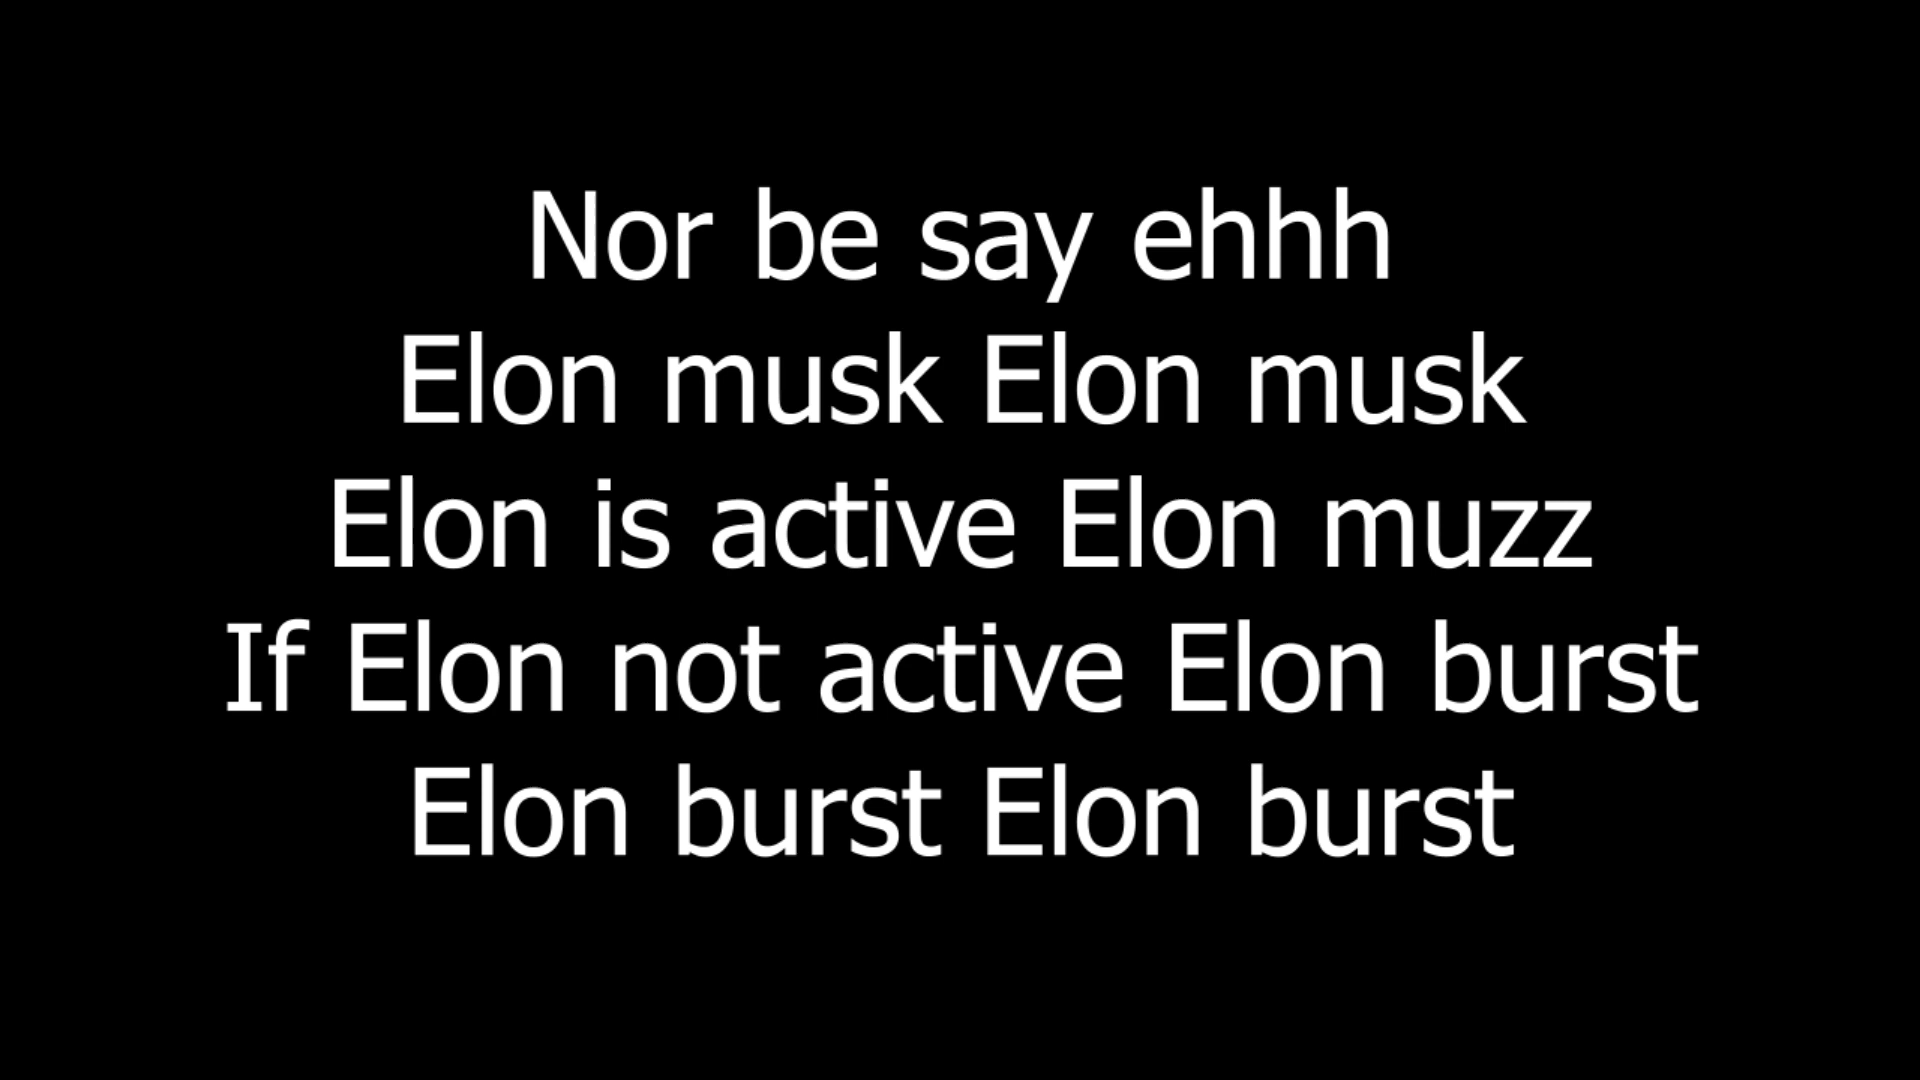 Nor be say ehhh
Elon musk Elon musk
Elon is active Elon muzz
If Elon not active Elon burst
Elon burst Elon burst